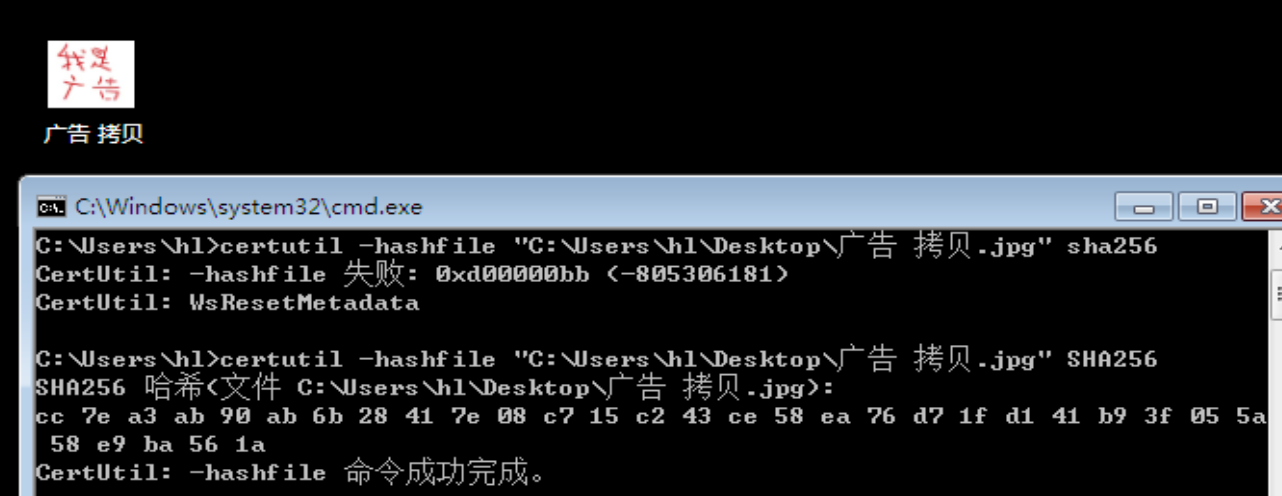 我是
广告
广告 拷贝
C:\Windows\system32\cmd.exe
C:\Users\hl>certutil -hashfile "C:\Users\hl\Desktop\广告 拷贝.jpg" sha256
CertUtil: -hashfile 失败: 0xd00000bb (-805306181)
CertUtil: WsResetMetadata
C:\Users\hl>certutil -hashfile "C:\Users\hl\Desktop\广告 拷贝.jpg" SHA256
SHA256 哈希(文件 C:\Users\hl\Desktop\广告 拷贝.jpg):
cc 7e a3 ab 90 ab 6b 28 41 7e 08 c7 15 c2 43 ce 58 ea 76 d7 1f d1 41 b9 3f 05 5a
58 e9 ba 56 1a
CertUtil: -hashfile 命令成功完成。